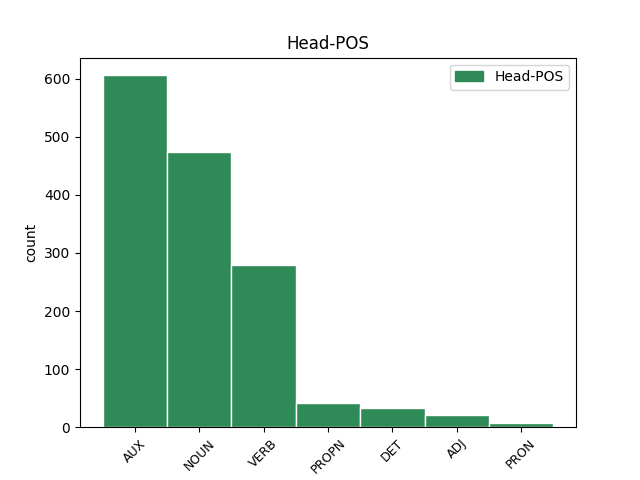 Head-POS
Head-POS
count
600
500
400
300
200
100
0
AUX
NOUN
VERB
PROPN
DET
ADJ
PRON